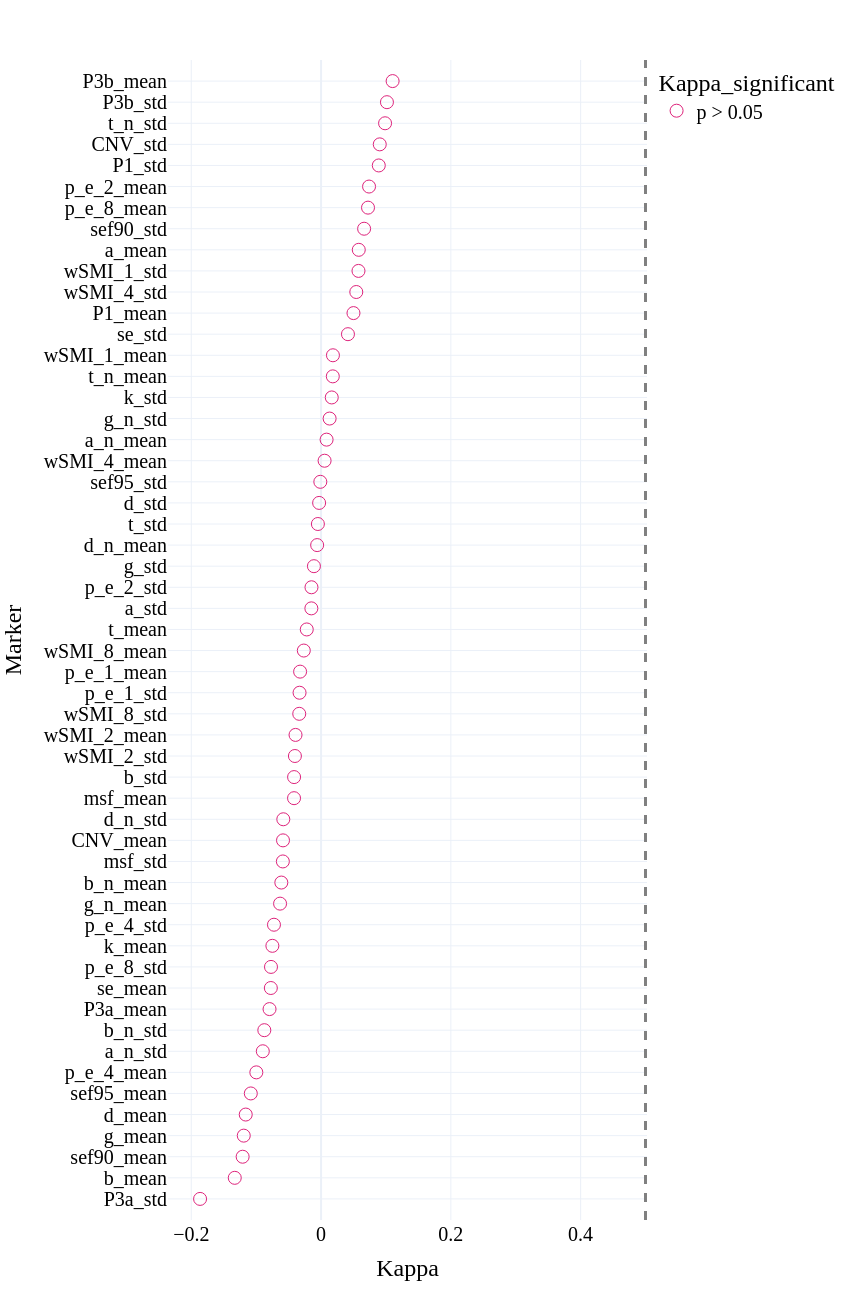 Kappa_significant
p > 0.05
Marker
P3b_mean
P3b_std
t_n_std
CNV_std
P1_std
p_e_2_mean
p_e_8_mean
sef90_std
a_mean
wSMI_1_std
wSMI_4_std
P1_mean
se_std
wSMI_1_mean
t_n_mean
k_std
g_n_std
a_n_mean
wSMI_4_mean
sef95_std
d_std
t_std
d_n_mean
g_std
p_e_2_std
a_std
t_mean
wSMI_8_mean
p_e_1_mean
p_e_1_std
wSMI_8_std
wSMI_2_mean
wSMI_2_std
b_std
msf_mean
d_n_std
CNV_mean
msf_std
b_n_mean
g_n_mean
p_e_4_std
k_mean
p_e_8_std
se_mean
P3a_mean
b_n_std
a_n_std
p_e_4_mean
sef95_mean
d_mean
g_mean
sef90_mean
b_mean
P3a_std
−0.2 0 0.2 0.4
Kappa